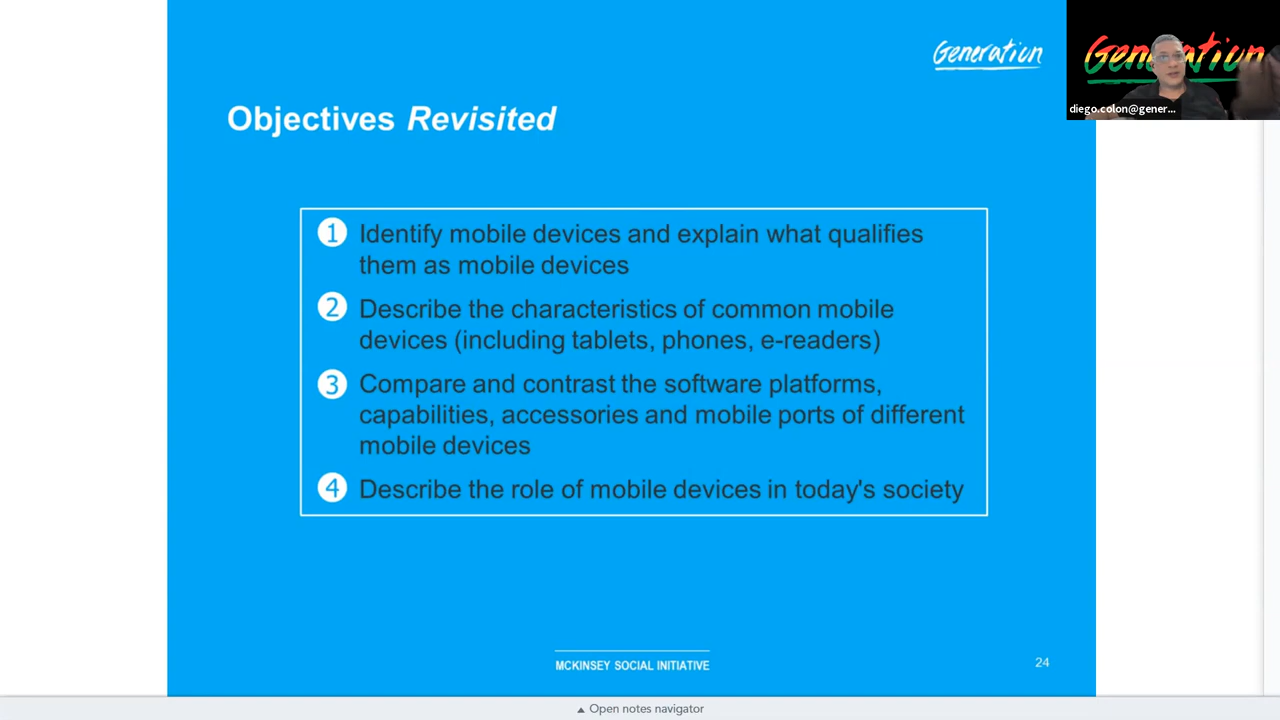 Generation
Generation
diego.colon@gener...
Objectives Revisited
1 Identify mobile devices and explain what qualifies
them as mobile devices
2 Describe the characteristics of common mobile
devices (including tablets, phones, e-readers)
3 Compare and contrast the software platforms,
capabilities, accessories and mobile ports of different
mobile devices
4 Describe the role of mobile devices in today's society
MCKINSEY SOCIAL INITIATIVE
24
▲ Open notes navigator